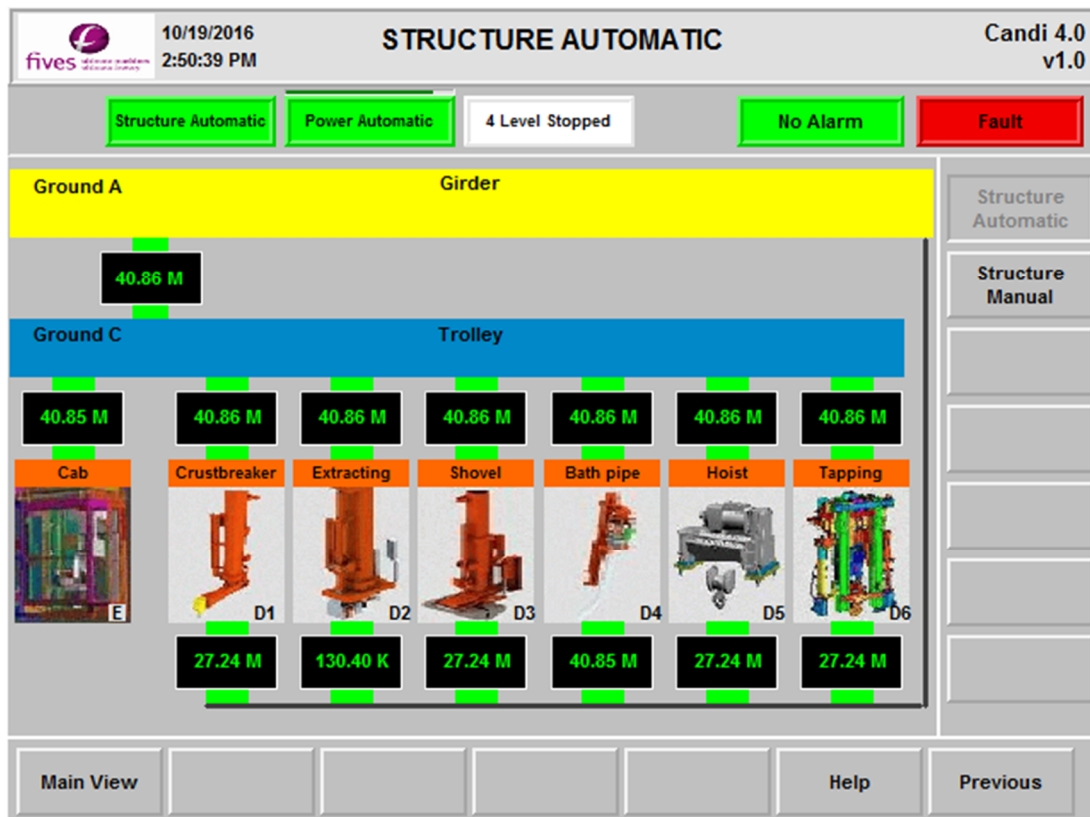 fives
10/19/2016
2:50:39 PM
STRUCTURE AUTOMATIC
Candi 4.0
v1.0
Structure Automatic
Power Automatic
4 Level Stopped
No Alarm
Fault
Ground A
Girder
Structure
Automatic
40.86 M
Structure
Manual
Ground C
Trolley
40.85 M
40.86 M
40.86 M
40.86 M
40.86 M
40.86 M
40.86 M
Cab
Crustbreaker
Extracting
Shovel
Bath pipe
Hoist
Tapping
E
D1
D2
D3
D4
D5
D6
27.24 M
130.40 K
27.24 M
40.85 M
27.24 M
27.24 M
Main View
Help
Previous